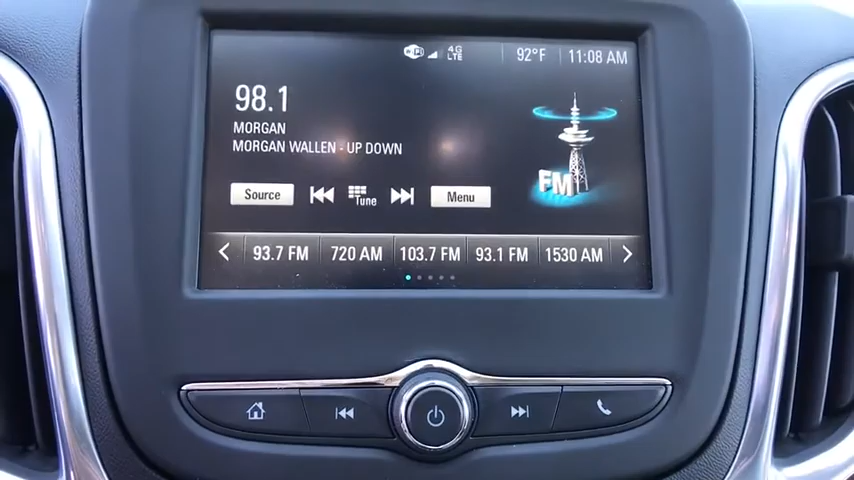 WiFi 4G LTE 92°F 11:08 AM
98.1
MORGAN
MORGAN WALLEN - UP DOWN
FM
Source Tune Menu
93.7 FM 720 AM 103.7 FM 93.1 FM 1530 AM